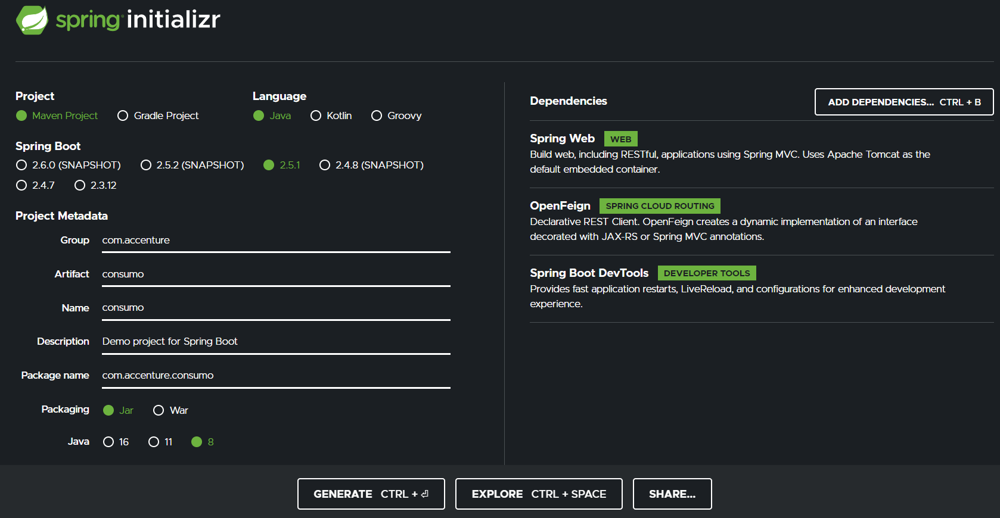 spring initializr
Project
Maven Project Gradle Project
Language
Java Kotlin Groovy
Spring Boot
2.6.0 (SNAPSHOT) 2.5.2 (SNAPSHOT) 2.5.1 2.4.8 (SNAPSHOT)
2.4.7 2.3.12
Project Metadata
Group com.accenture
Artifact consumo
Name consumo
Description Demo project for Spring Boot
Package name com.accenture.consumo
Packaging Jar War
Java 16 11 8
Dependencies
ADD DEPENDENCIES... CTRL + B
Spring Web WEB
Build web, including RESTful, applications using Spring MVC. Uses Apache Tomcat as the
default embedded container.
OpenFeign SPRING CLOUD ROUTING
Declarative REST Client. OpenFeign creates a dynamic implementation of an interface
decorated with JAX-RS or Spring MVC annotations.
Spring Boot DevTools DEVELOPER TOOLS
Provides fast application restarts, LiveReload, and configurations for enhanced development
experience.
GENERATE CTRL + ⏎
EXPLORE CTRL + SPACE
SHARE...